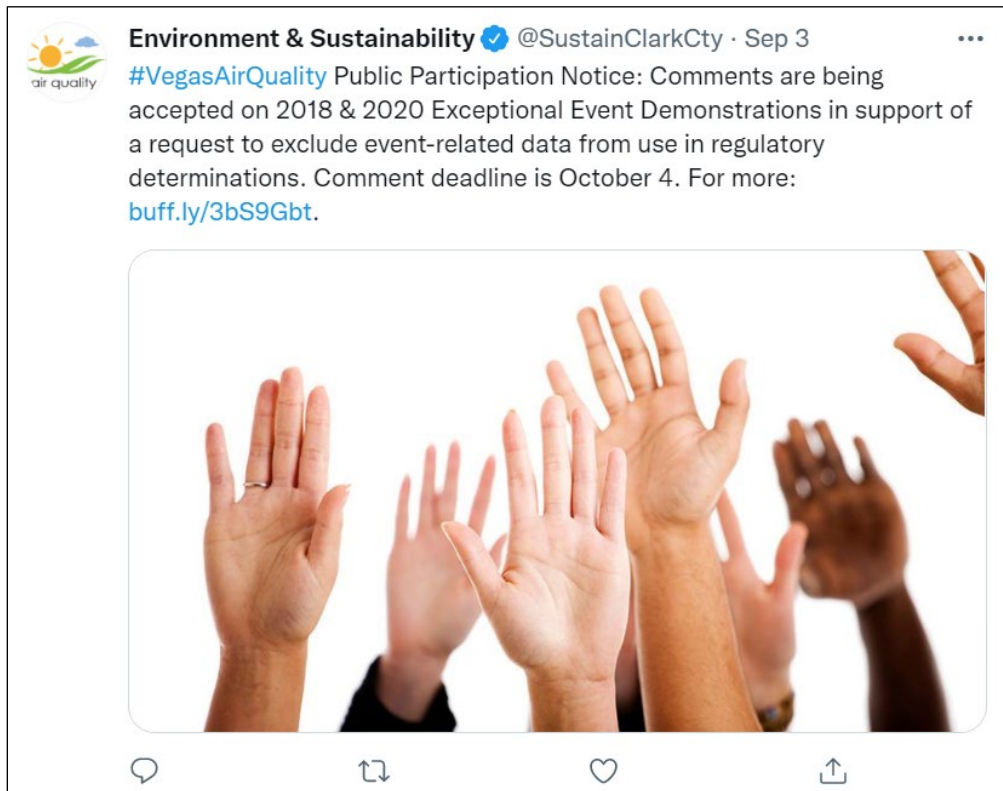 air quality
Environment & Sustainability @SustainClarkCty · Sep 3
#VegasAirQuality Public Participation Notice: Comments are being
accepted on 2018 & 2020 Exceptional Event Demonstrations in support of
a request to exclude event-related data from use in regulatory
determinations. Comment deadline is October 4. For more:
buff.ly/3bS9Gbt.